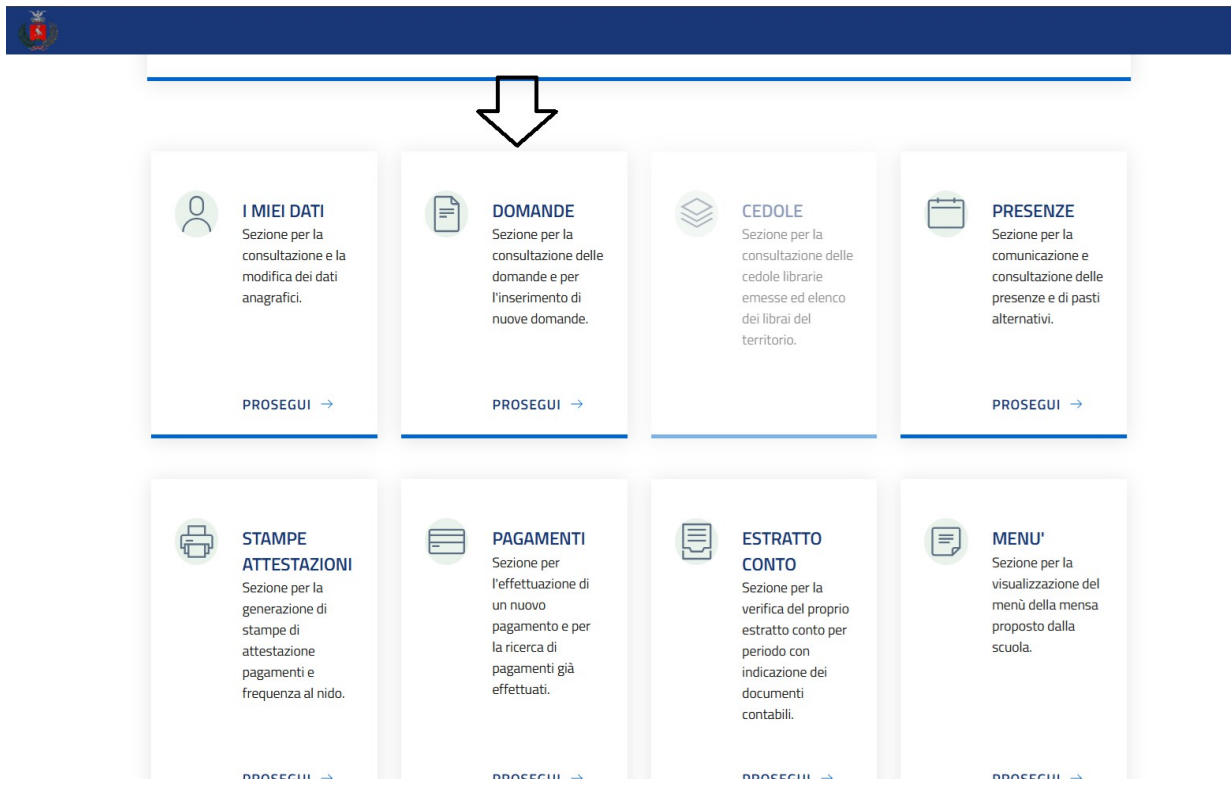 I MIEI DATI
Sezione per la
consultazione e la
modifica dei dati
anagrafici.
PROSEGUI →
DOMANDE
Sezione per la
consultazione delle
domande e per
l'inserimento di
nuove domande.
PROSEGUI →
CEDOLE
Sezione per la
consultazione delle
cedole librarie
emesse ed elenco
dei librai del
territorio.
PRESENZE
Sezione per la
comunicazione e
consultazione delle
presenze e di pasti
alternativi.
PROSEGUI →
STAMPE
ATTESTAZIONI
Sezione per la
generazione di
stampe di
attestazione
pagamenti e
frequenza al nido.
PROSEGUI →
PAGAMENTI
Sezione per
l'effettuazione di
un nuovo
pagamento e per
la ricerca di
pagamenti già
effettuati.
PROSEGUI →
ESTRATTO
CONTO
Sezione per la
verifica del proprio
estratto conto per
periodo con
indicazione dei
documenti
contabili.
PROSEGUI →
MENU'
Sezione per la
visualizzazione del
menù della mensa
proposto dalla
scuola.
PROSEGUI →